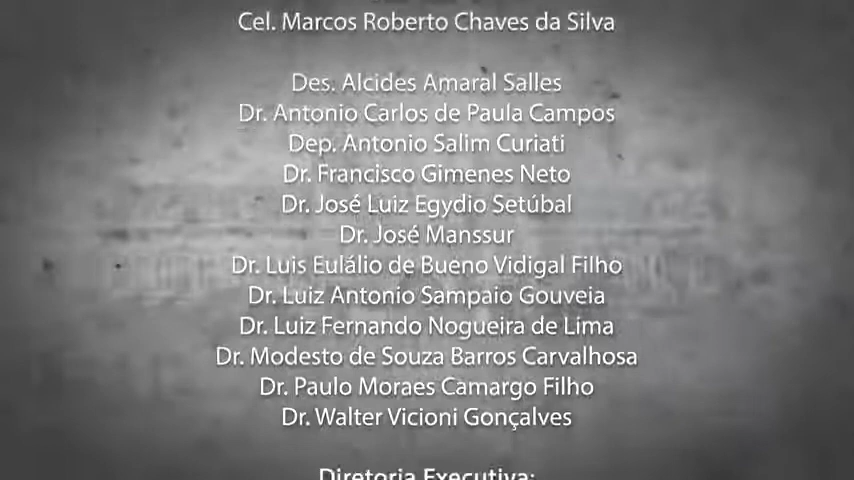 Cel. Marcos Roberto Chaves da Silva
Des. Alcides Amaral Salles
Dr. Antonio Carlos de Paula Campos
Dep. Antonio Salim Curiati
Dr. Francisco Gimenes Neto
Dr. José Luiz Egydio Setúbal
Dr. José Manssur
Dr. Luis Eulálio de Bueno Vidigal Filho
Dr. Luiz Antonio Sampaio Gouveia
Dr. Luiz Fernando Nogueira de Lima
Dr. Modesto de Souza Barros Carvalhosa
Dr. Paulo Moraes Camargo Filho
Dr. Walter Vicioni Gonçalves
Diretoria Executiva: